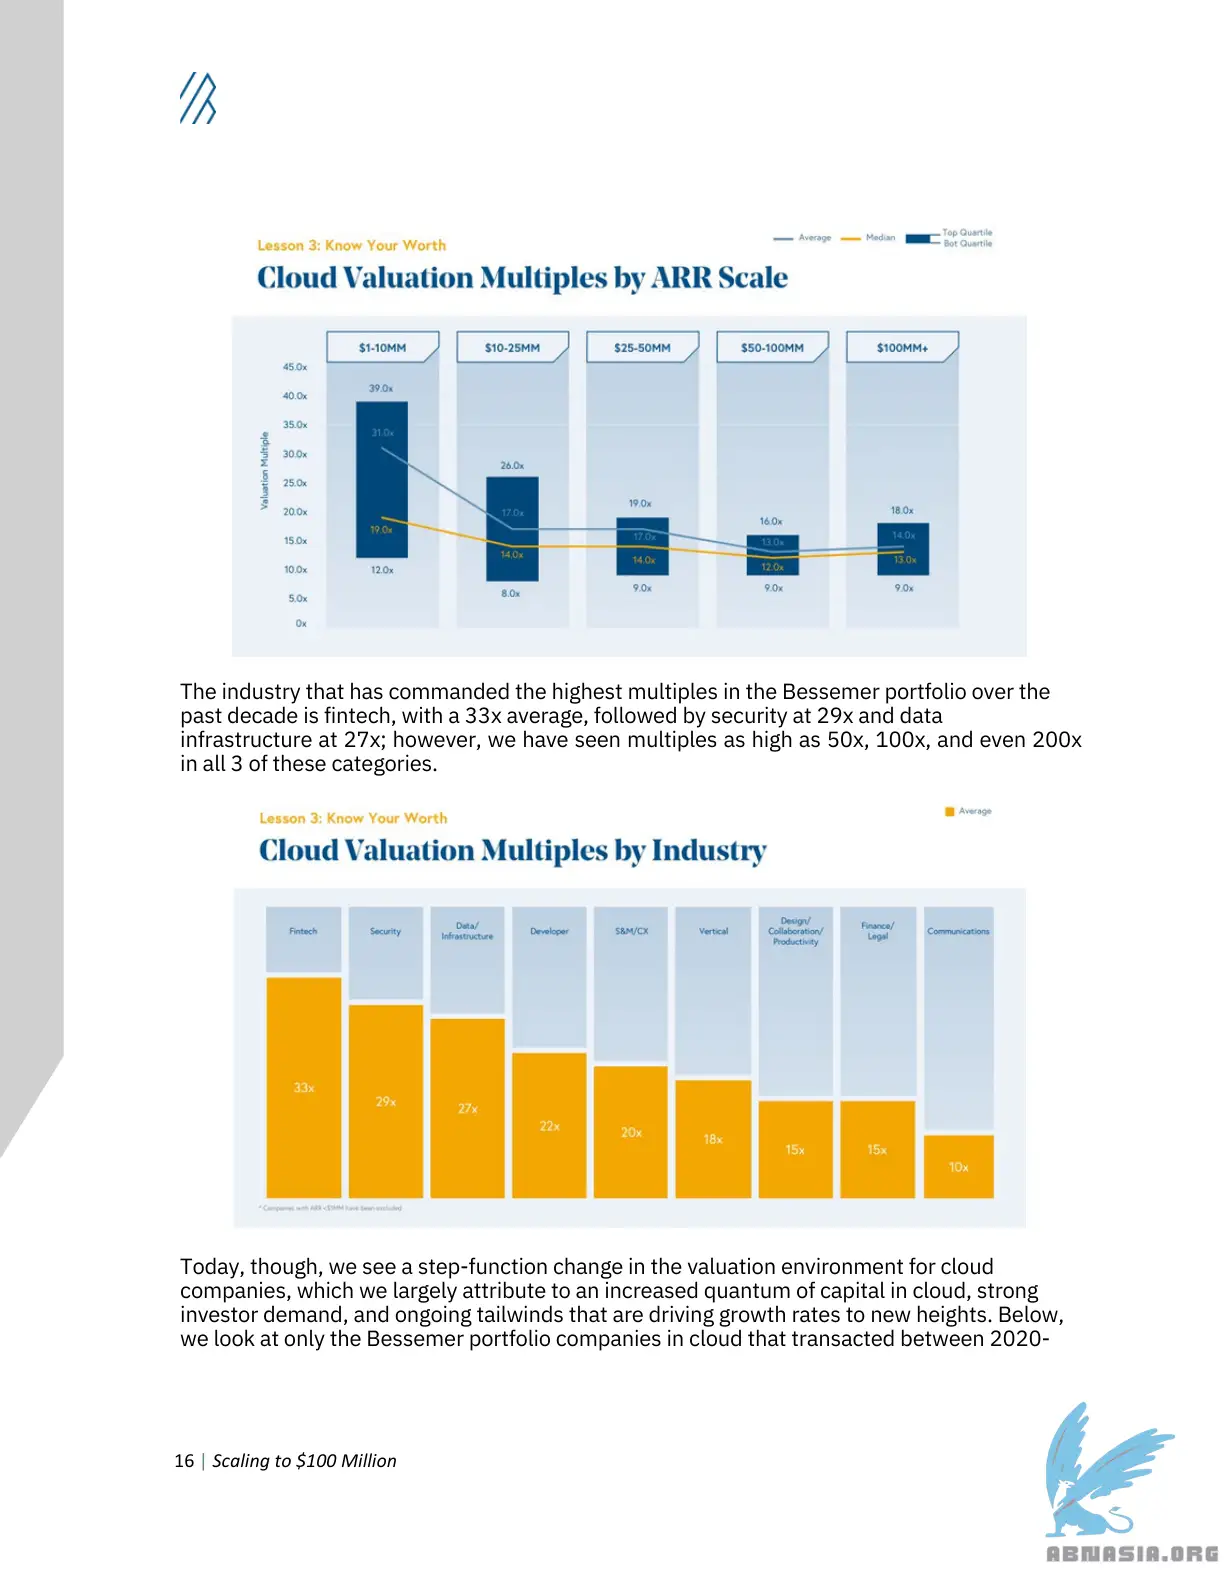 Lesson 3: Know Your Worth
Average
Median
Top Quartile
Bot Quartile
Cloud Valuation Multiples by ARR Scale
$1-10MM
$10-25MM
$25-50MM
$50-100MM
$100MM+
Valuation Multiple
45.0x
40.0x
35.0x
30.0x
25.0x
20.0x
15.0x
10.0x
5.0x
0x
39.0x
31.0x
19.0x
12.0x
26.0x
17.0x
14.0x
8.0x
19.0x
17.0x
14.0x
9.0x
16.0x
13.0x
12.0x
9.0x
18.0x
14.0x
13.0x
9.0x
The industry that has commanded the highest multiples in the Bessemer portfolio over the
past decade is fintech, with a 33x average, followed by security at 29x and data
infrastructure at 27x; however, we have seen multiples as high as 50x, 100x, and even 200x
in all 3 of these categories.
Lesson 3: Know Your Worth
Average
Cloud Valuation Multiples by Industry
Fintech
Security
Data/
Infrastructure
Developer
S&M/CX
Vertical
Design/
Collaboration/
Productivity
Finance/
Legal
Communications
33x
29x
27x
22x
20x
18x
15x
15x
10x
* Companies with ARR <$1MM have been excluded
Today, though, we see a step-function change in the valuation environment for cloud
companies, which we largely attribute to an increased quantum of capital in cloud, strong
investor demand, and ongoing tailwinds that are driving growth rates to new heights. Below,
we look at only the Bessemer portfolio companies in cloud that transacted between 2020-
16 | Scaling to $100 Million
ABNASIA.ORG